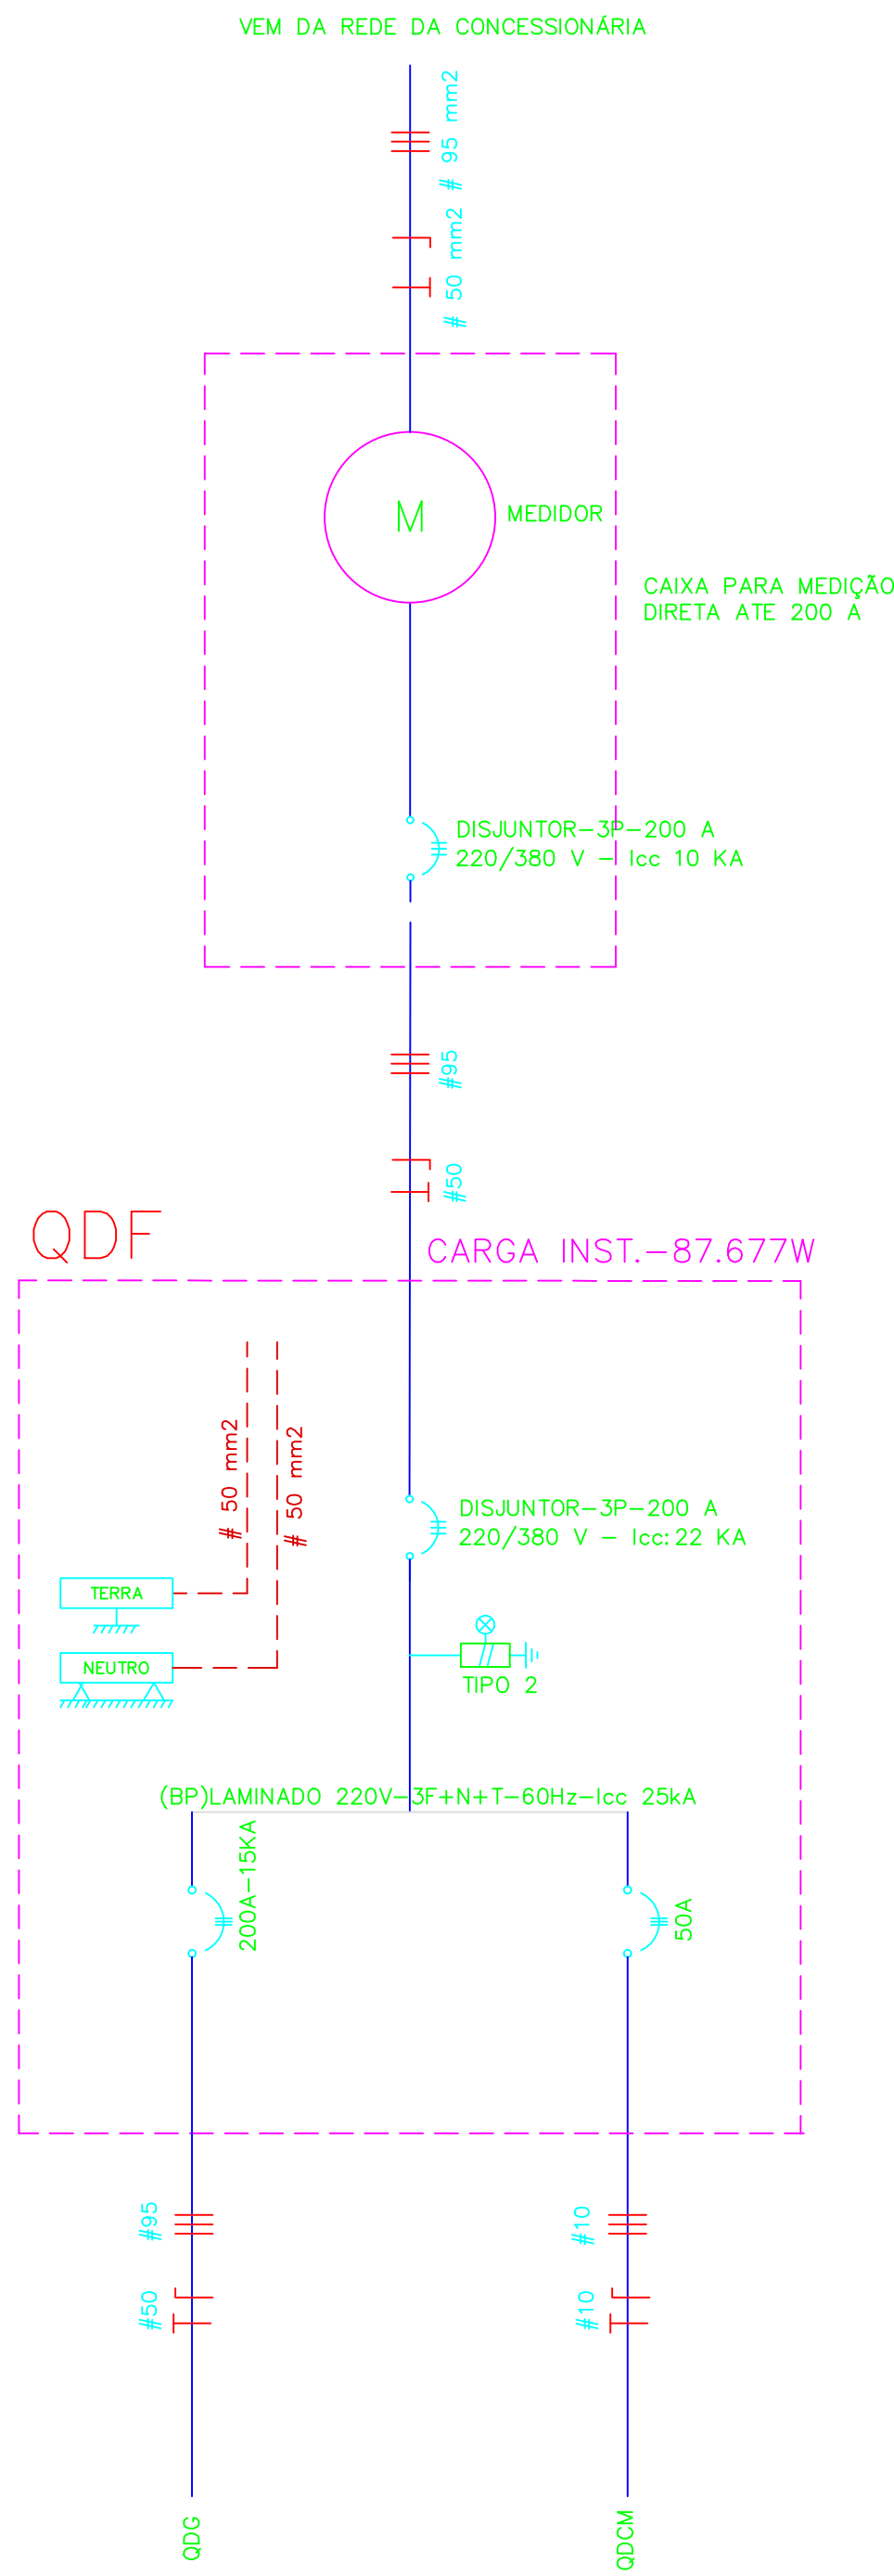 VEM DA REDE DA CONCESSIONÁRIA
# 95 mm2
# 50 mm2
M
MEDIDOR
CAIXA PARA MEDIÇÃO
DIRETA ATE 200 A
DISJUNTOR-3P-200 A
220/380 V - Icc 10 KA
#95
#50
QDF
CARGA INST.-87.677W
# 50 mm2
# 50 mm2
DISJUNTOR-3P-200 A
220/380 V - Icc: 22 KA
TERRA
NEUTRO
TIPO 2
(BP)LAMINADO 220V-3F+N+T-60Hz-Icc 25kA
200A-15KA
50A
#95
#10
#50
#10
QDG
QDCM